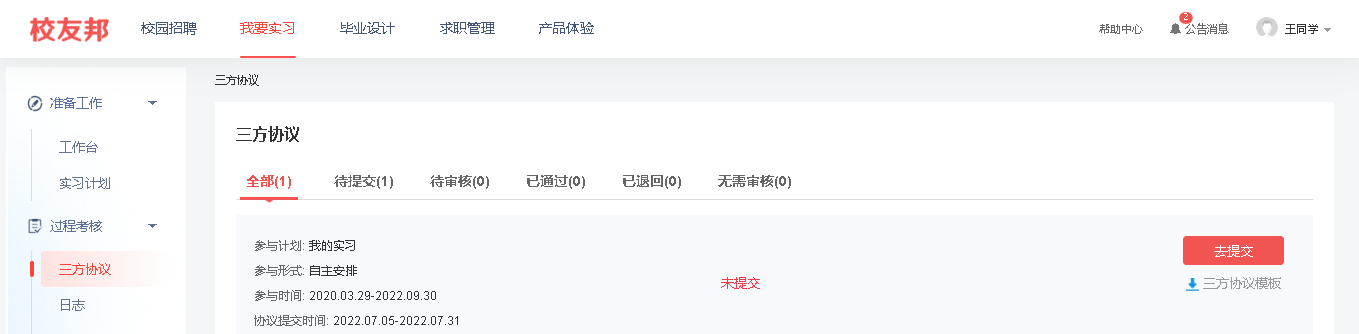 校友邦 校园招聘 我要实习 毕业设计 求职管理 产品体验 帮助中心 2 公告消息 王同学
三方协议
准备工作
工作台
实习计划
过程考核
三方协议
日志
三方协议
全部(1) 待提交(1) 待审核(0) 已通过(0) 已退回(0) 无需审核(0)
参与计划: 我的实习
参与形式: 自主安排
参与时间: 2020.03.29-2022.09.30
协议提交时间: 2022.07.05-2022.07.31
未提交
去提交
三方协议模板